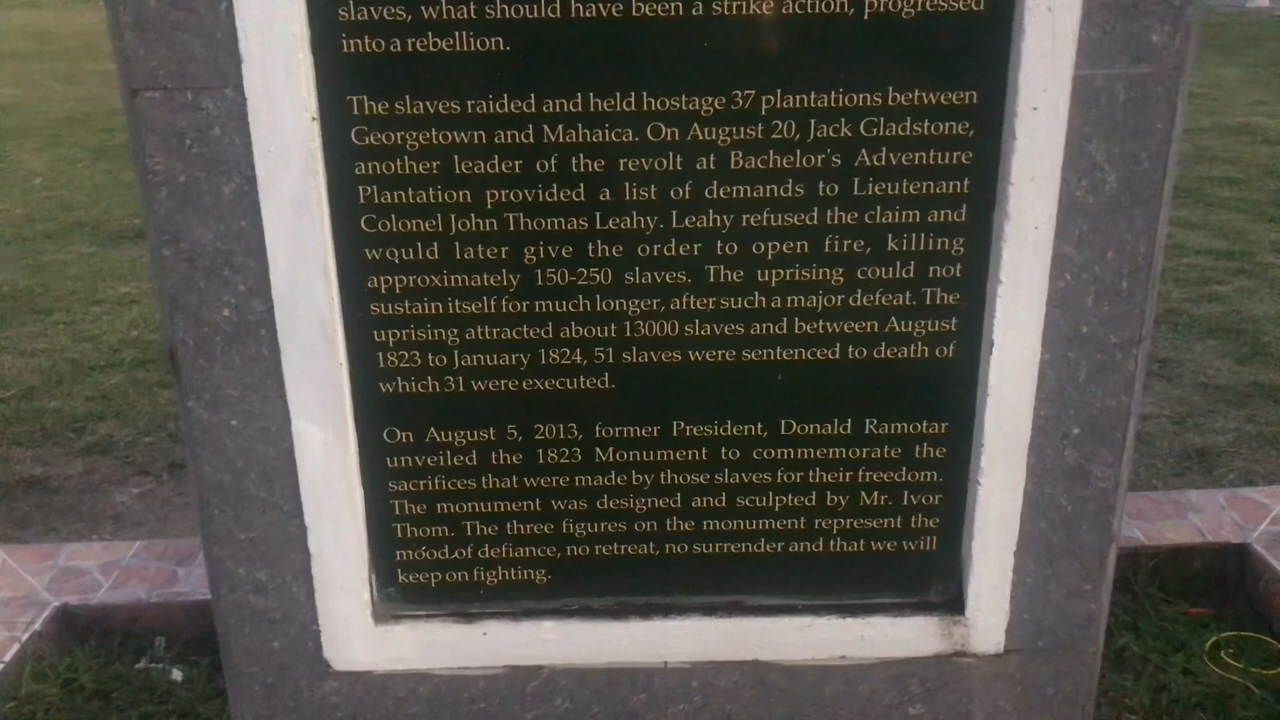 slaves, what should have been a strike action, progressed
into a rebellion.
The slaves raided and held hostage 37 plantations between
Georgetown and Mahaica. On August 20, Jack Gladstone,
another leader of the revolt at Bachelor's Adventure
Plantation provided a list of demands to Lieutenant
Colonel John Thomas Leahy. Leahy refused the claim and
would later give the order to open fire, killing
approximately 150-250 slaves. The uprising could not
sustain itself for much longer, after such a major defeat. The
uprising attracted about 13000 slaves and between August
1823 to January 1824, 51 slaves were sentenced to death of
which 31 were executed.
On August 5, 2013, former President, Donald Ramotar
unveiled the 1823 Monument to commemorate the
sacrifices that were made by those slaves for their freedom.
The monument was designed and sculpted by Mr. Ivor
Thom. The three figures on the monument represent the
mood of defiance, no retreat, no surrender and that we will
keep on fighting.